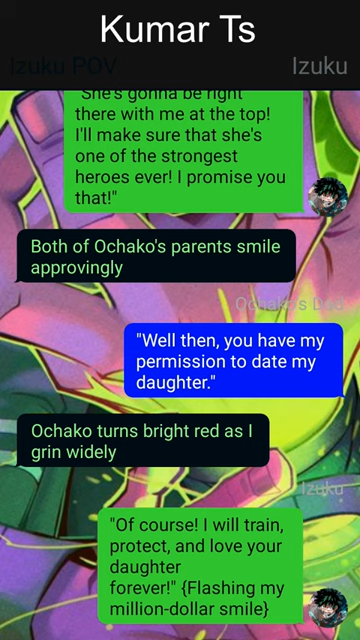 Kumar Ts
Izuku POV
Izuku
"She's gonna be right
there with me at the top!
I'll make sure that she's
one of the strongest
heroes ever! I promise you
that!"
Both of Ochako's parents smile
approvingly
Ochako's Dad
"Well then, you have my
permission to date my
daughter."
Ochako turns bright red as I
grin widely
Izuku
"Of course! I will train,
protect, and love your
daughter
forever!" {Flashing my
million-dollar smile}